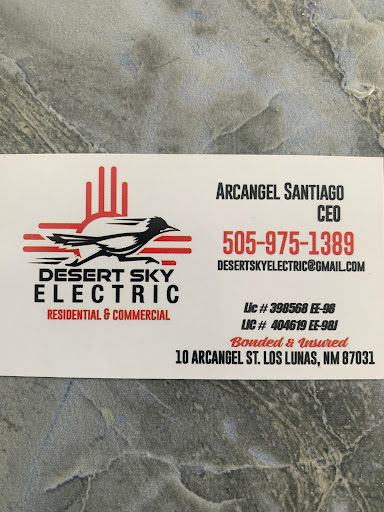 DESERT SKY
ELECTRIC
RESIDENTIAL & COMMERCIAL
ARCANGEL SANTIAGO
CEO
505-975-1389
DESERTSKYELECTRIC@GMAIL.COM
Lic # 398568 EE-98
LIC # 404619 EE-98J
Bonded & Insured
10 ARCANGEL ST. LOS LUNAS, NM 87031